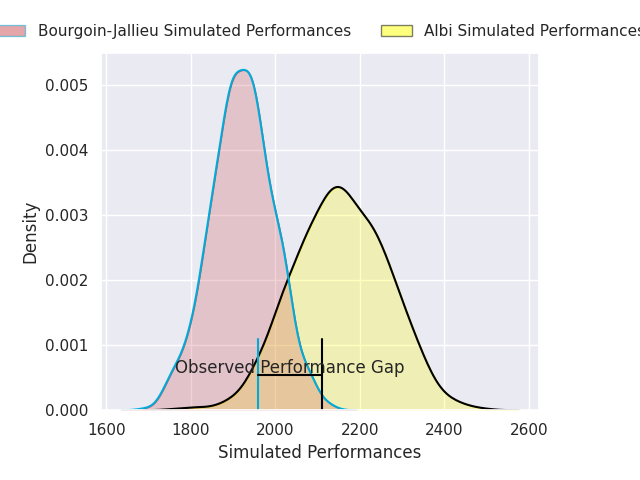 Bourgoin-Jallieu Simulated Performances Albi Simulated Performances
0.005
0.004
0.003
0.002
0.001
0.000
Density
Observed Performance Gap
1600 1800 2000 2200 2400 2600
Simulated Performances